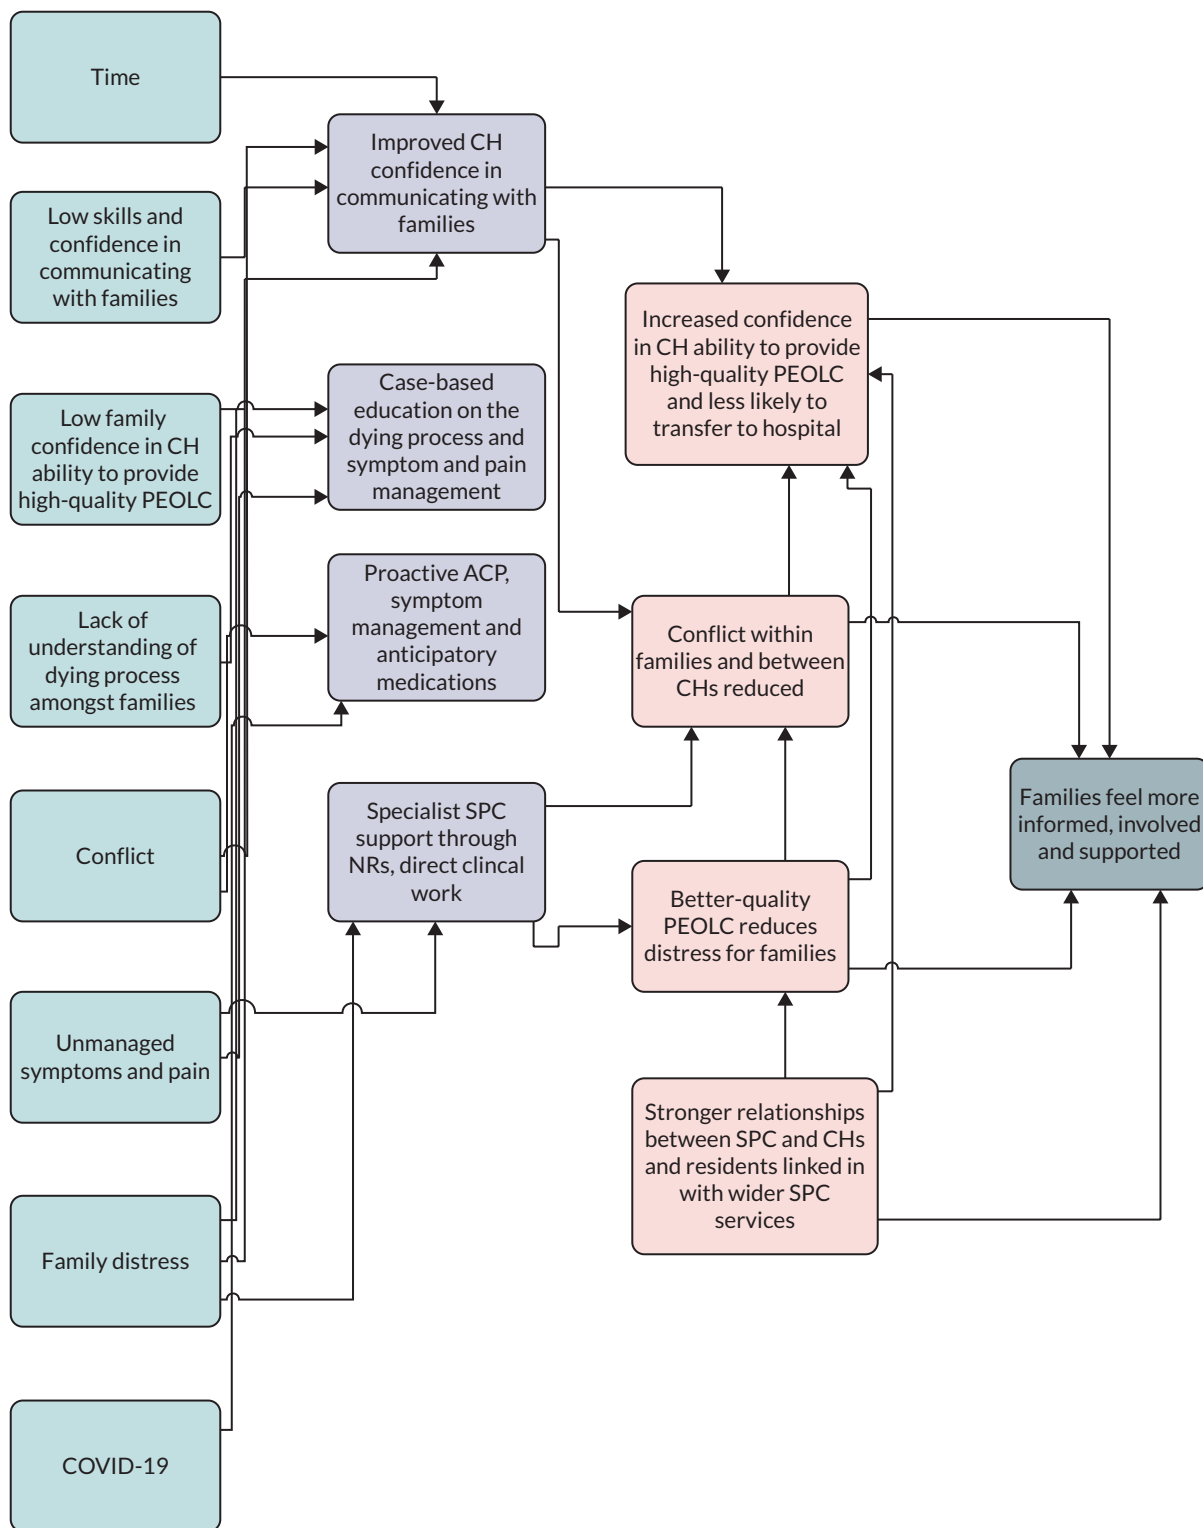 Time
Low skills and
confidence in
communicating
with families
Low family
confidence in CH
ability to provide
high-quality PEOLC
Lack of
understanding of
dying process
amongst families
Conflict
Unmanaged
symptoms and pain
Family distress
COVID-19
Improved CH
confidence in
communicating with
families
Case-based
education on the
dying process and
symptom and pain
management
Proactive ACP,
symptom
management and
anticipatory
medications
Specialist SPC
support through
NRs, direct clincal
work
Increased confidence
in CH ability to provide
high-quality PEOLC
and less likely to
transfer to hospital
Conflict within
families and between
CHs reduced
Better-quality
PEOLC reduces
distress for families
Stronger relationships
between SPC and CHs
and residents linked in
with wider SPC
services
Families feel more
informed, involved
and supported